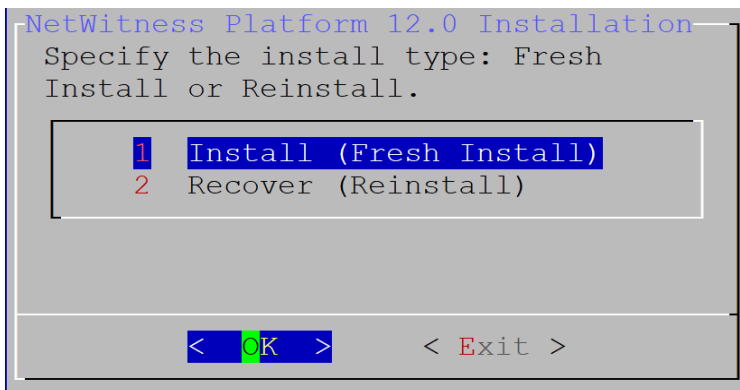 NetWitness Platform 12.0 Installation
Specify the install type: Fresh
Install or Reinstall.
1 Install (Fresh Install)
2 Recover (Reinstall)
< OK > < Exit >